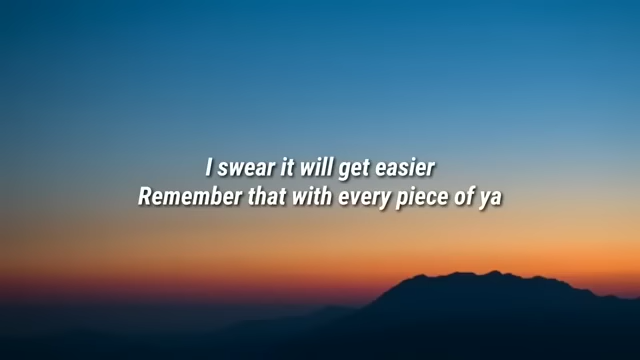 I swear it will get easier
Remember that with every piece of ya